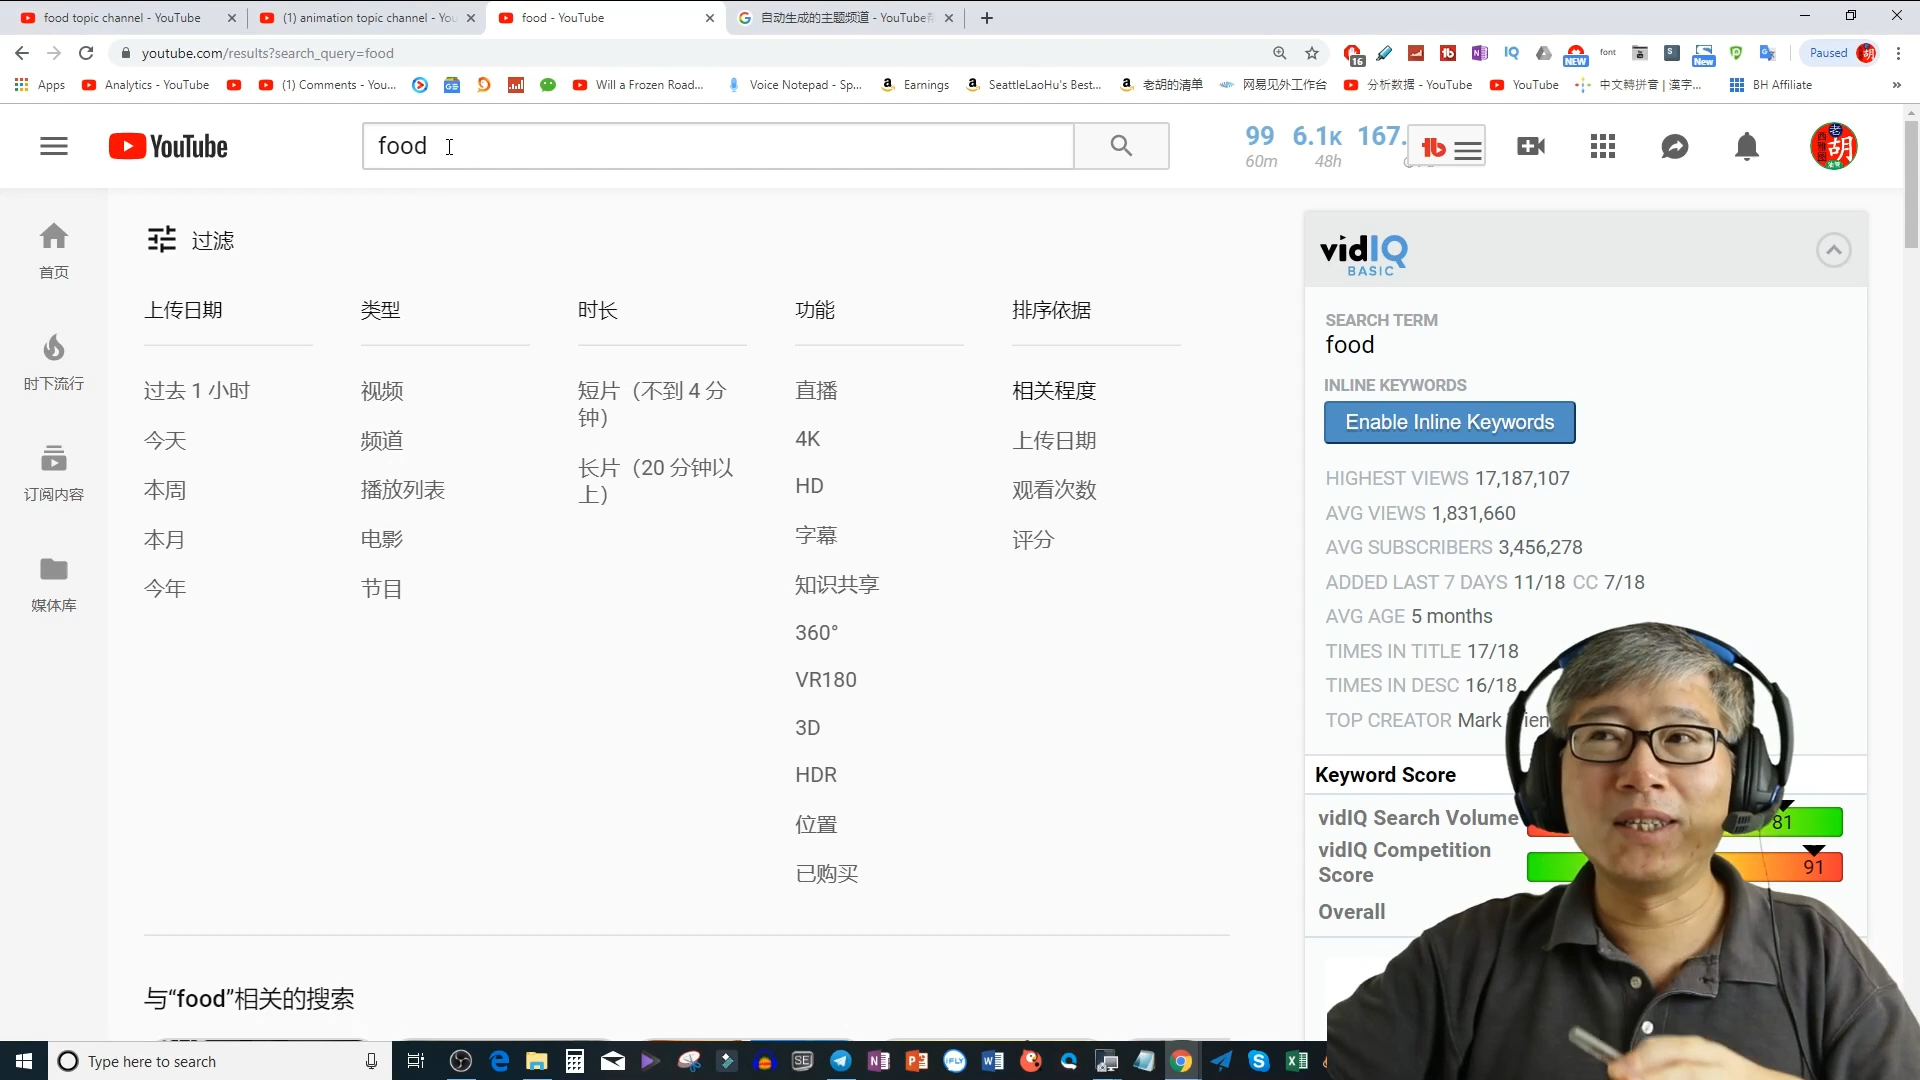 food topic channel - YouTube
(1) animation topic channel - You
food - YouTube
自动生成的主题频道 - YouTube
youtube.com/results?search_query=food
16
IQ
font
NEW
New
Paused
Apps
Analytics - YouTube
(1) Comments - You...
Will a Frozen Road...
Voice Notepad - Sp...
Earnings
SeattleLaoHu's Best...
老胡的清单
网易见外工作台
分析数据 - YouTube
YouTube
中文轉拼音 | 漢字...
BH Affiliate
YouTube
food
99 6.1K 167.
60m 48h
老
胡
过滤
首页
时下流行
订阅内容
媒体库
上传日期
过去 1 小时
今天
本周
本月
今年
类型
视频
频道
播放列表
电影
节目
时长
短片（不到 4 分
钟）
长片（20 分钟以
上）
功能
直播
4K
HD
字幕
知识共享
360°
VR180
3D
HDR
位置
已购买
排序依据
相关程度
上传日期
观看次数
评分
与“food”相关的搜索
vidIQ
BASIC
SEARCH TERM
food
INLINE KEYWORDS
Enable Inline Keywords
HIGHEST VIEWS 17,187,107
AVG VIEWS 1,831,660
AVG SUBSCRIBERS 3,456,278
ADDED LAST 7 DAYS 11/18 CC 7/18
AVG AGE 5 months
TIMES IN TITLE 17/18
TIMES IN DESC 16/18
TOP CREATOR Mark
Keyword Score
vidIQ Search Volume
81
vidIQ Competition
Score
91
Overall
Type here to search